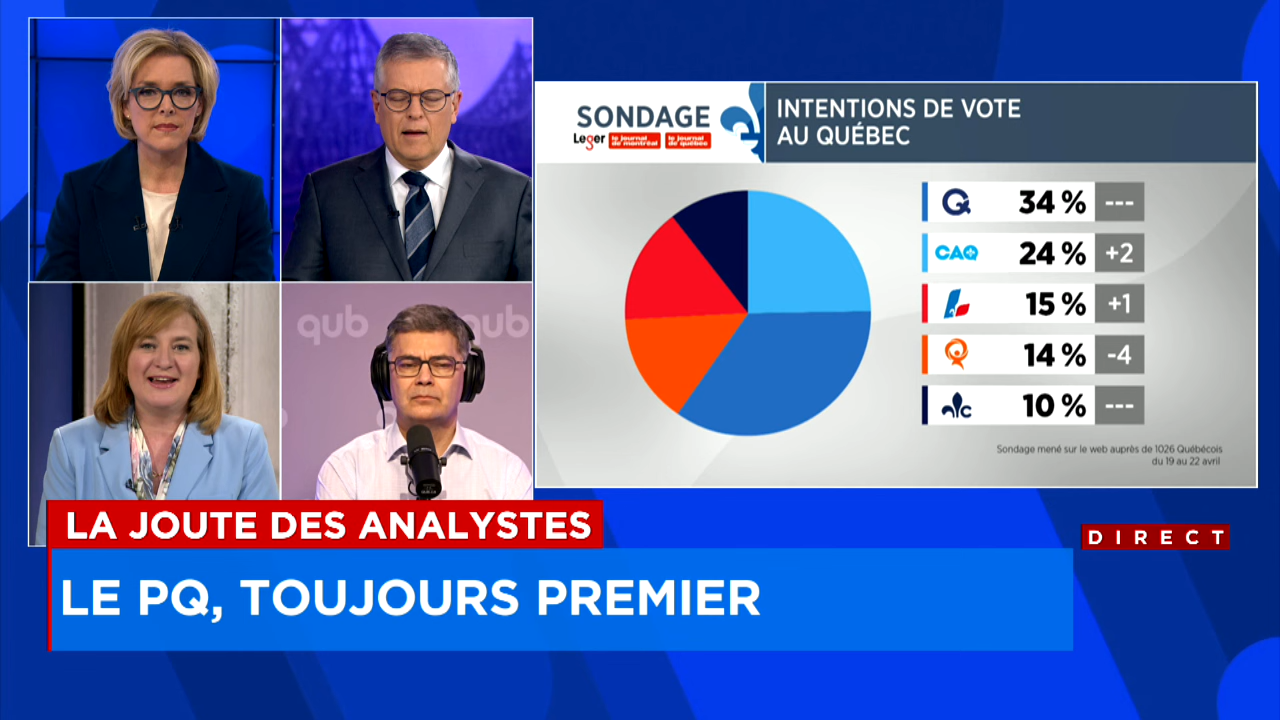 SONDAGE
Leger le journal de montréal le journal de québec
INTENTIONS DE VOTE
AU QUÉBEC
34 % ---
CAQ 24 % +2
15 % +1
14 % -4
C 10 % ---
Sondage mené sur le web auprès de 1026 Québécois
du 19 au 22 avril
qub qub
LA JOUTE DES ANALYSTES
DIRECT
LE PQ, TOUJOURS PREMIER